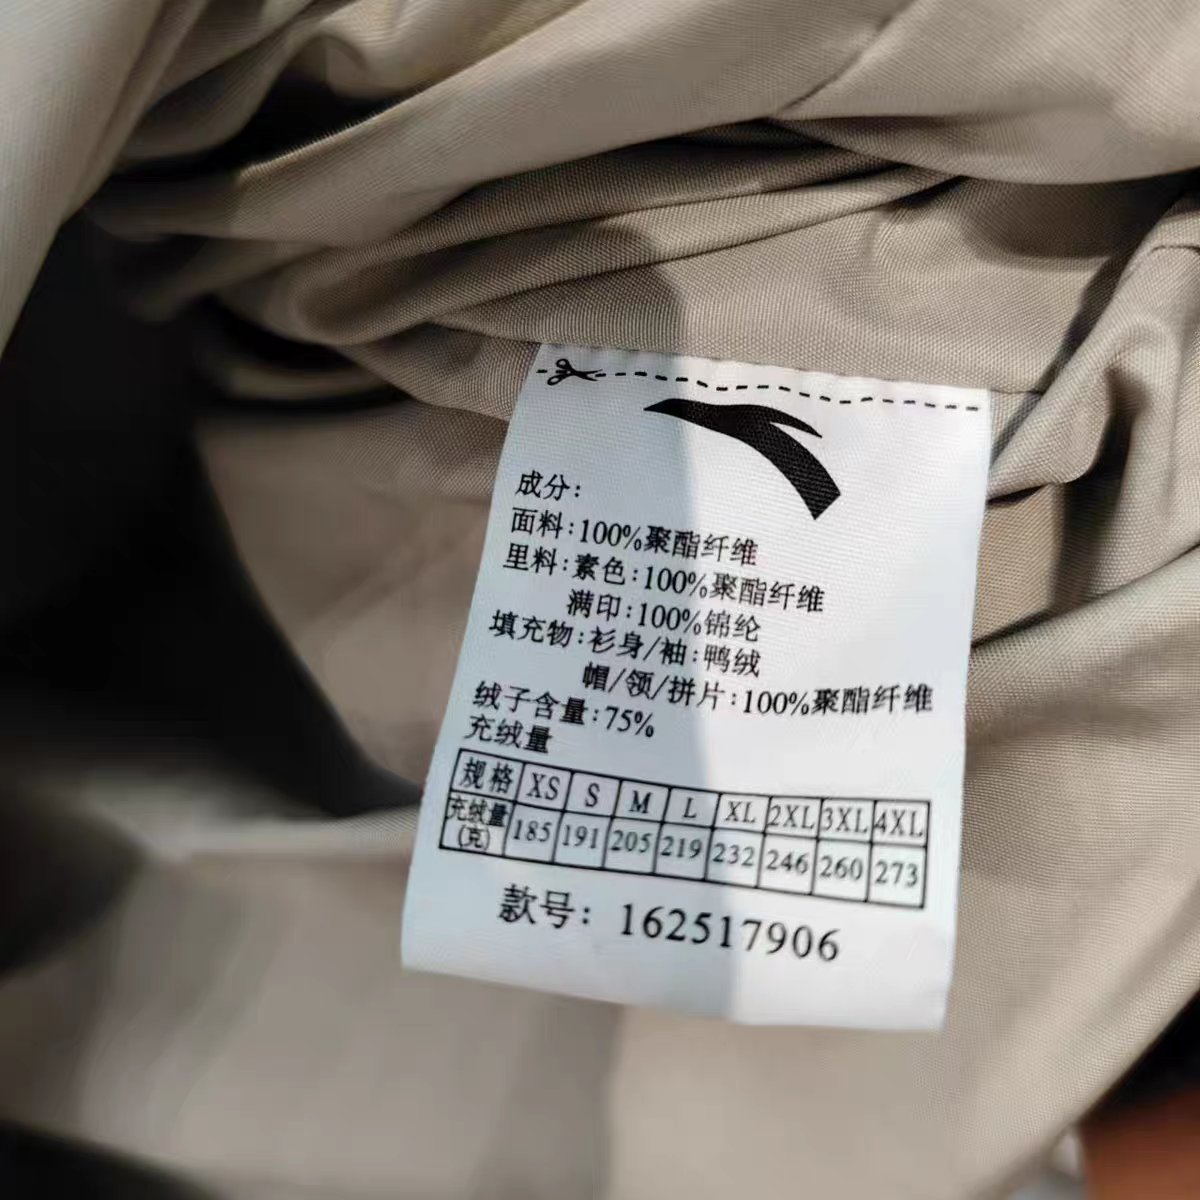 成分:
面料:100%聚酯纤维
里料:素色:100%聚酯纤维
满印:100%锦纶
填充物:衫身/袖:鸭绒
帽/领/拼片:100%聚酯纤维
绒子含量:75%
充绒量
规格 XS S M L XL 2XL 3XL 4XL
充绒量(克) 185 191 205 219 232 246 260 273
款号: 162517906